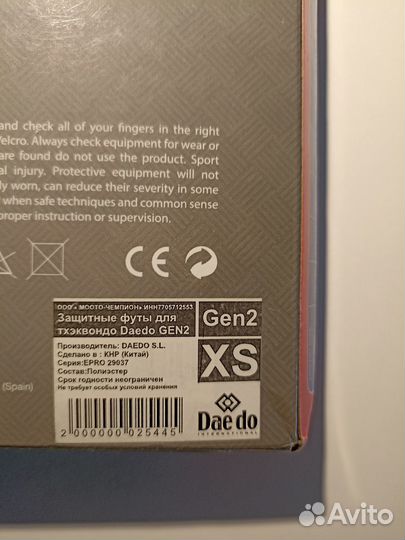 and check all of your fingers in the right
Velcro. Always check equipment for wear or
are found do not use the product. Sport
al injury. Protective equipment will not
ly worn, can reduce their severity in some
when safe techniques and common sense
proper instruction or supervision.
CE
ООО « МООТО-ЧЕМПИОН» ИНН7705712553
Защитные футы для
тхэквондо Daedo GEN2
Производитель: DAEDO S.L.
Сделано в : КНР (Китай)
Серия:EPRO 29037
Состав:Полиэстер
Срок годности неограничен
Не требует особых условий хранения
2 000000 025445
Gen2
XS
Dae do
INTERNATIONAL
(Spain)
Avito